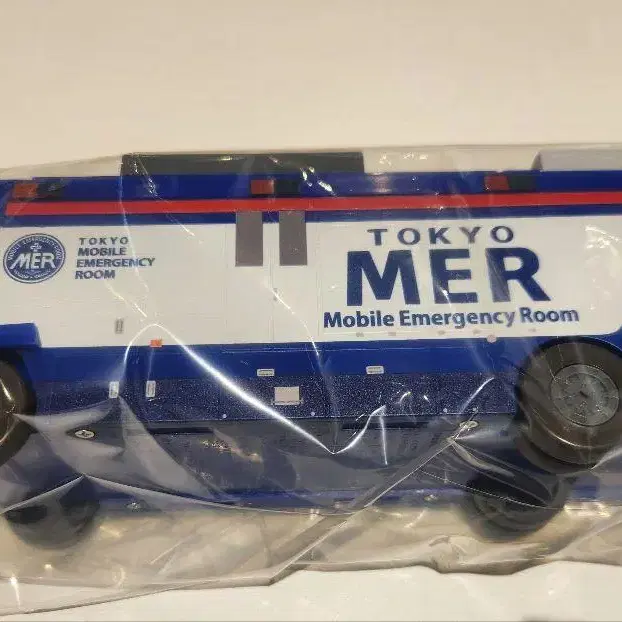 MER
TOKYO
MOBILE
EMERGENCY
ROOM
TOKYO
MER
Mobile Emergency Room